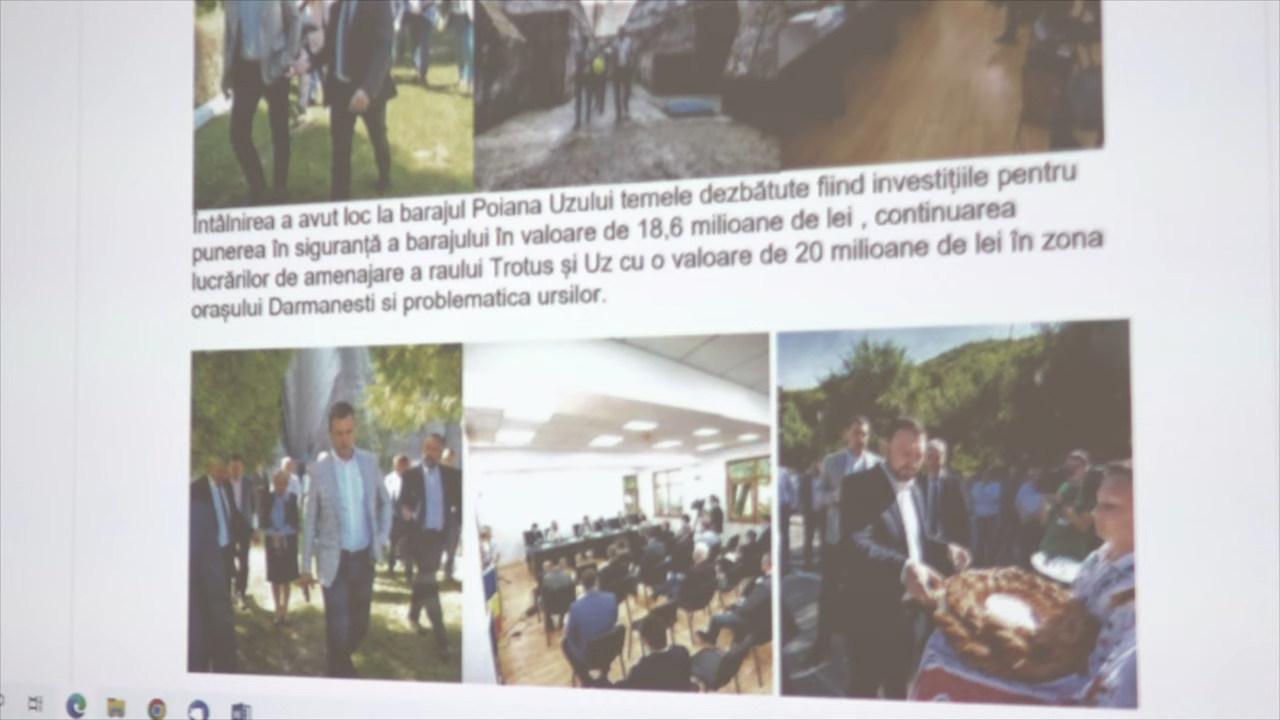 Întâlnirea a avut loc la barajul Poiana Uzului temele dezbătute fiind investițiile pentru
punerea în siguranță a barajului în valoare de 18,6 milioane de lei , continuarea
lucrărilor de amenajare a raului Trotus și Uz cu o valoare de 20 milioane de lei în zona
orașului Darmanesti si problematica ursilor.